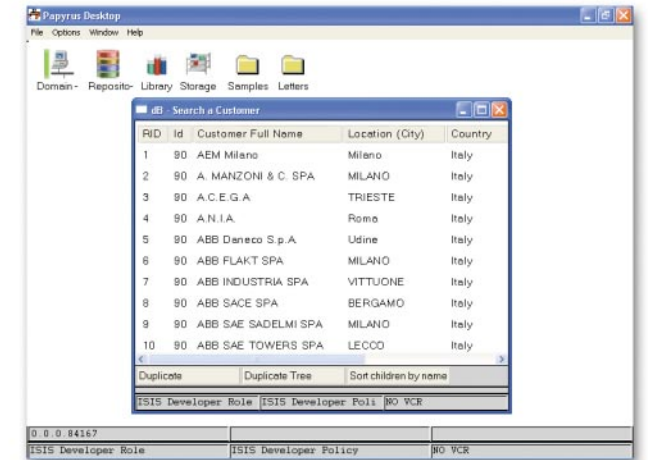 Papyrus Desktop
File Options Window Help
Domain- Reposito- Library Storage Samples Letters
dB - Search a Customer
RID Id Customer Full Name Location (City) Country
1 90 AEM Milano Milano Italy
2 90 A. MANZONI & C. SPA MILANO Italy
3 90 A.C.E.G.A TRIESTE Italy
4 90 A.N.I.A. Roma Italy
5 90 ABB Daneco S.p.A. Udine Italy
6 90 ABB FLAKT SPA MILANO Italy
7 90 ABB INDUSTRIA SPA VITTUONE Italy
8 90 ABB SACE SPA BERGAMO Italy
9 90 ABB SAE SADELMI SPA MILANO Italy
10 90 ABB SAE TOWERS SPA LECCO Italy
Duplicate Duplicate Tree Sort children by name
ISIS Developer Role ISIS Developer Poli NO VCR
0.0.0.84167
ISIS Developer Role ISIS Developer Policy NO VCR